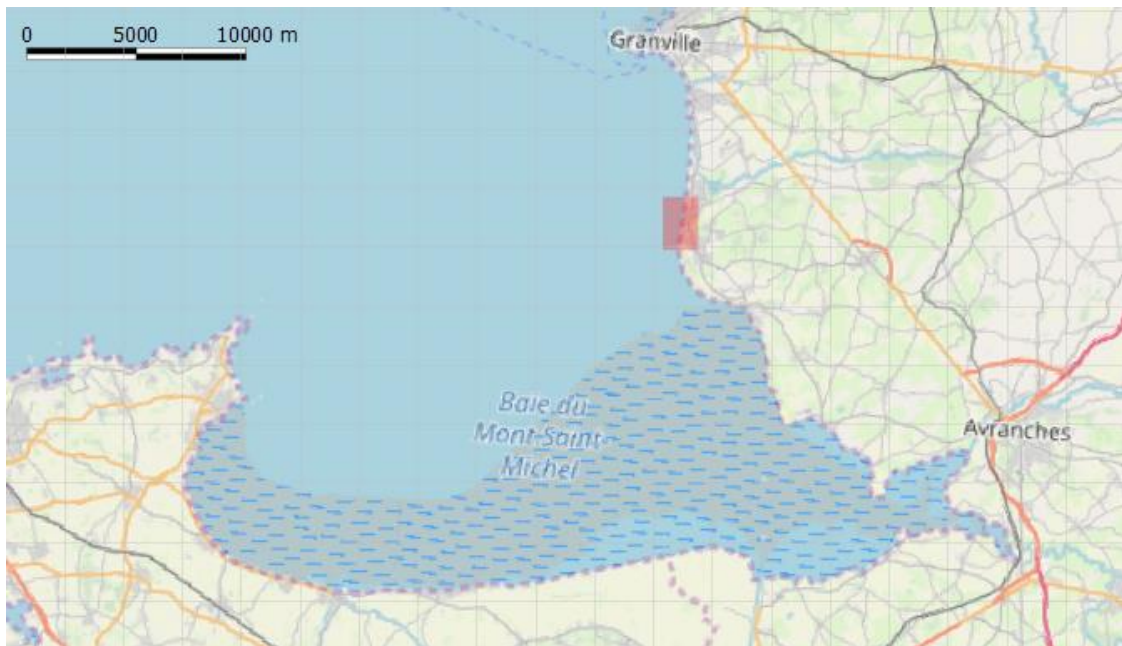 0 5000 10000 m
Granville
Baie du
Mont-Saint
Michel
Avranches